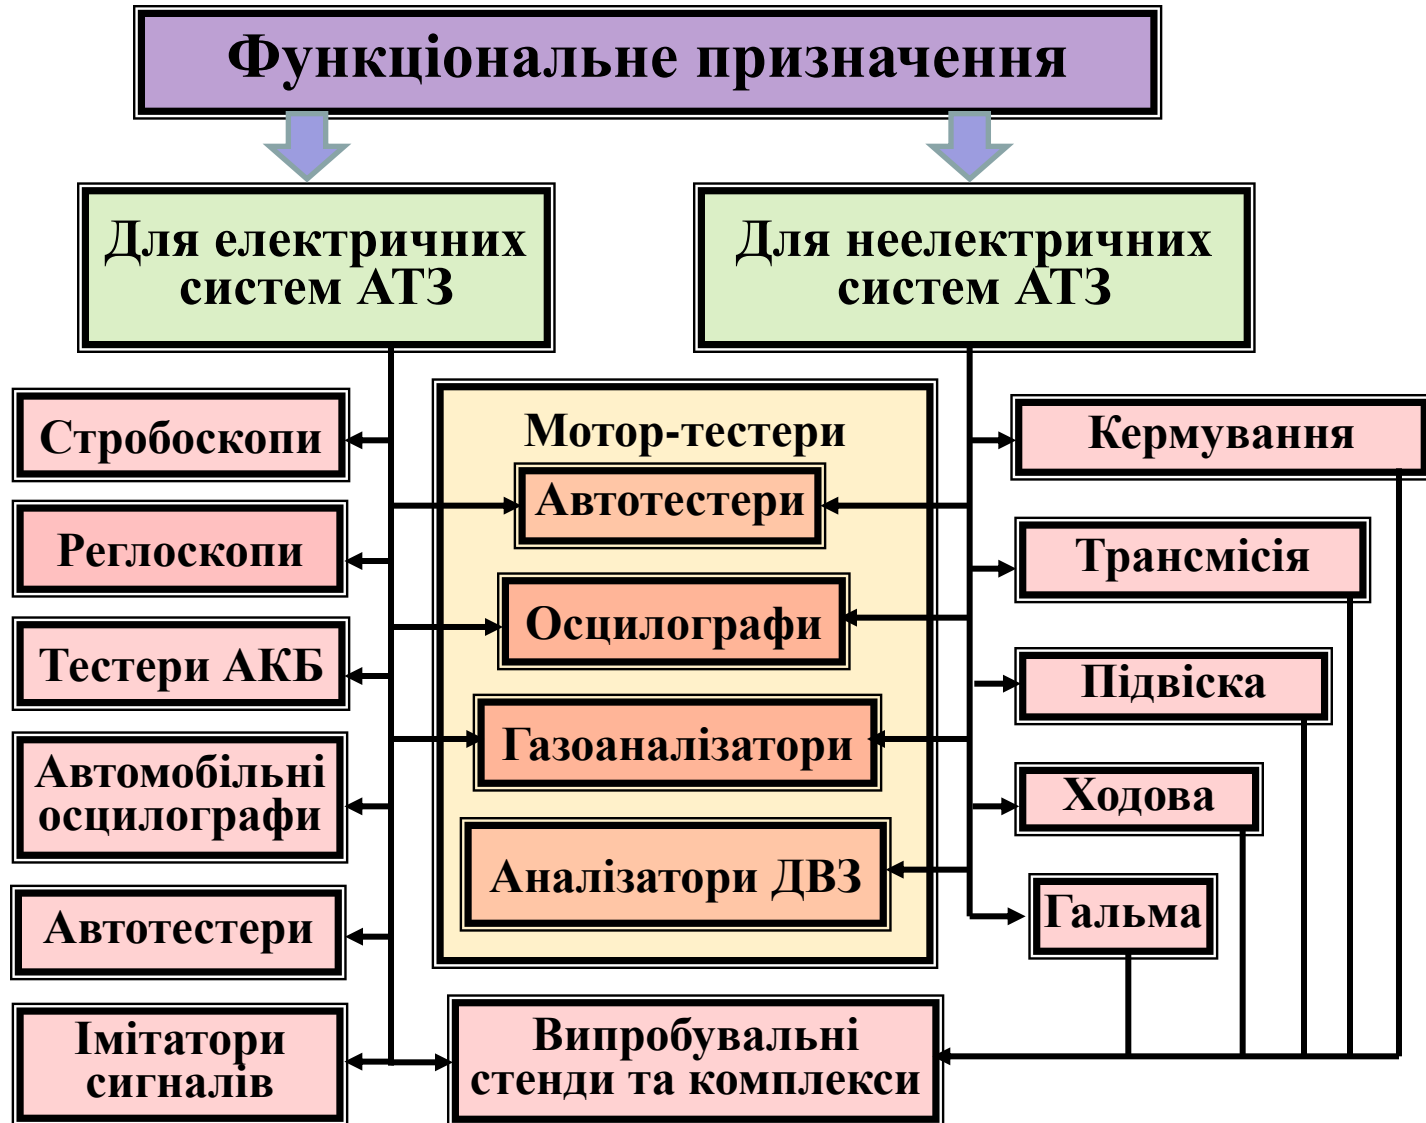 Функціональне призначення
Для електричних
систем АТЗ
Для неелектричних
систем АТЗ
Стробоскопи
Реглоскопи
Тестери АКБ
Автомобільні
осцилографи
Автотестери
Імітатори
сигналів
Мотор-тестери
Автотестери
Осцилографи
Газоаналізатори
Аналізатори ДВЗ
Випробувальні
стенди та комплекси
Кермування
Трансмісія
Підвіска
Ходова
Гальма